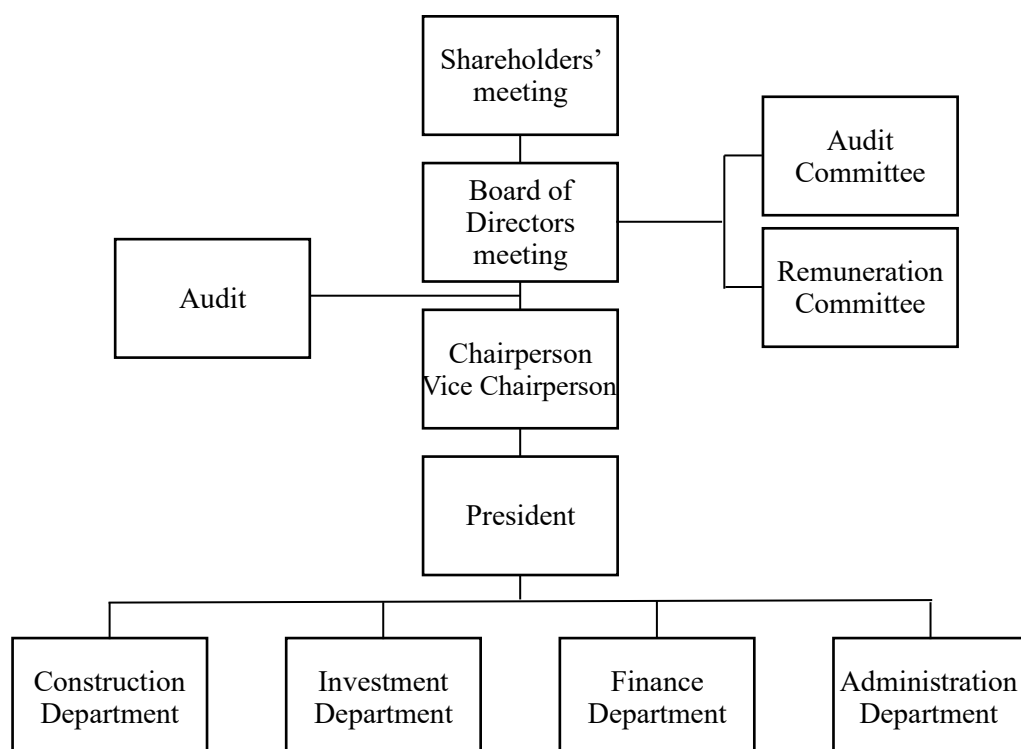 Shareholders’
meeting
Board of
Directors
meeting
Audit
Committee
Remuneration
Committee
Audit
Chairperson
Vice Chairperson
President
Construction
Department
Investment
Department
Finance
Department
Administration
Department